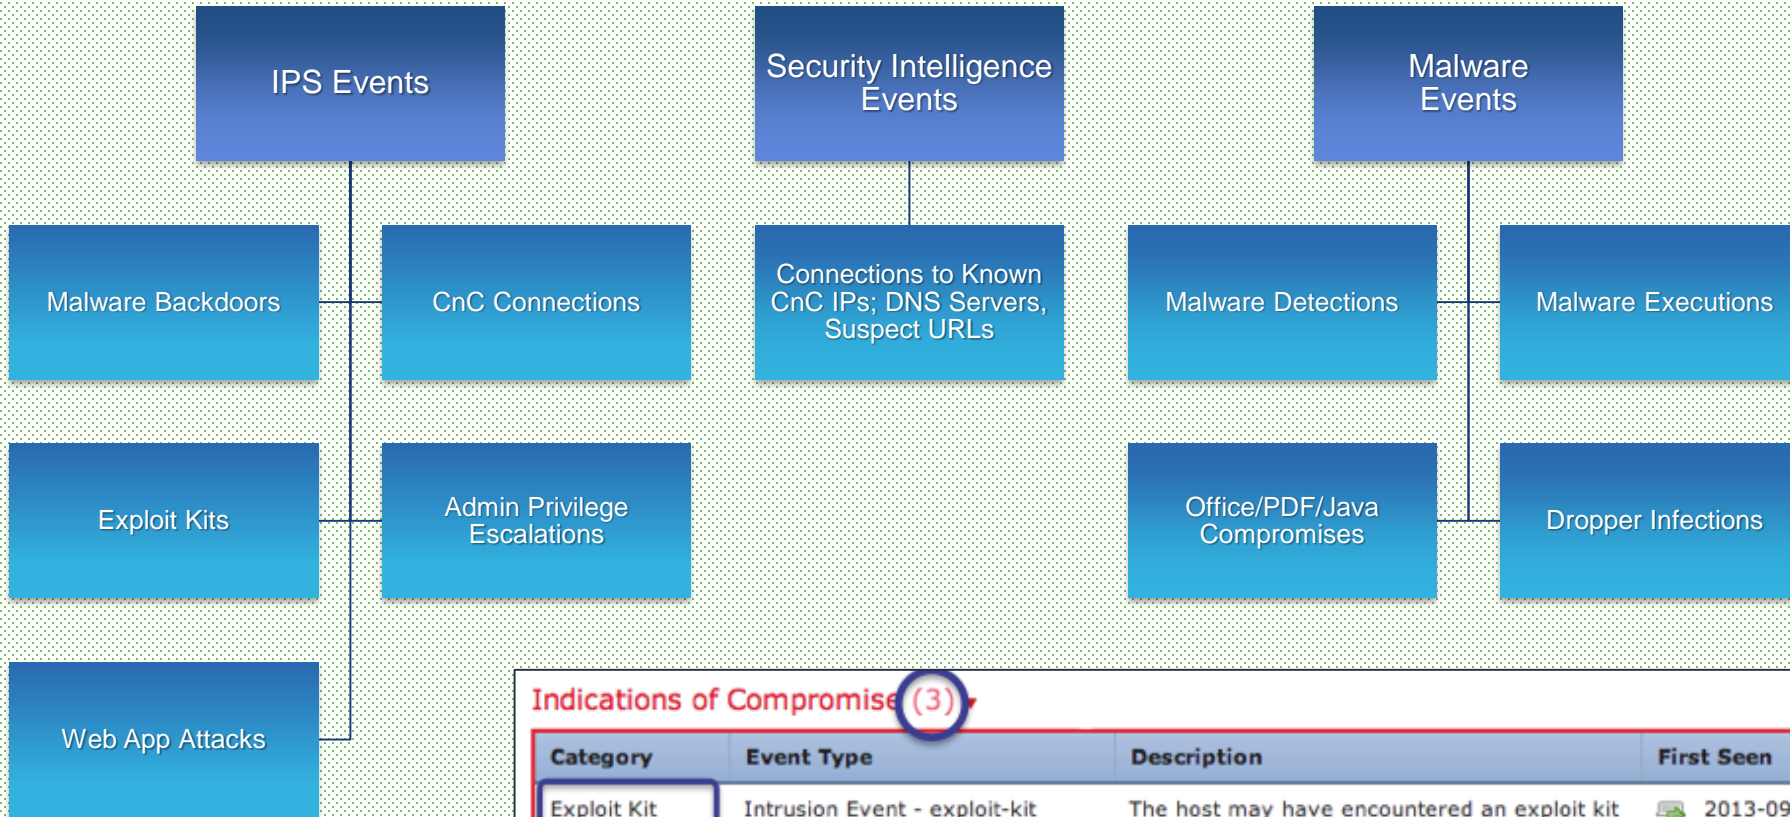 IPS Events
Security Intelligence
Events
Malware
Events
Malware Backdoors
CnC Connections
Connections to Known
CnC IPs; DNS Servers,
Suspect URLs
Malware Detections
Malware Executions
Exploit Kits
Admin Privilege
Escalations
Office/PDF/Java
Compromises
Dropper Infections
Web App Attacks
Indications of Compromise (3)
Category Event Type Description First Seen
Exploit Kit Intrusion Event - exploit-kit The host may have encountered an exploit kit 2013-09